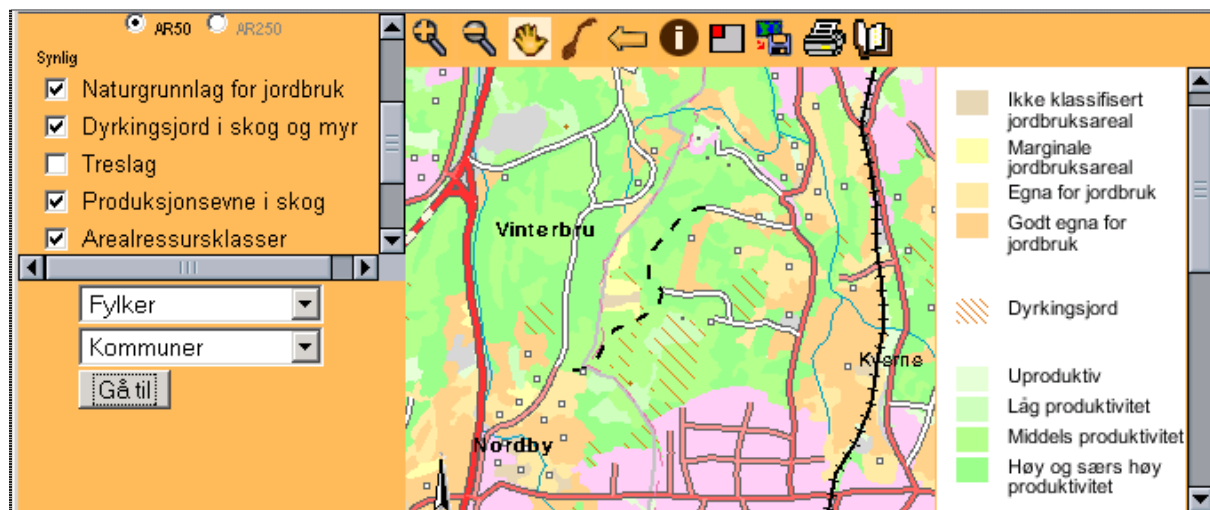 AR50 AR250
Synlig
Naturgrunnlag for jordbruk
Dyrkingsjord i skog og myr
Treslag
Produksjonsevne i skog
Arealressursklasser
Fylker
Kommuner
Gå til
Vinterbru
Nordby
Ikke klassifisert
jordbruksareal
Marginale
jordbruksareal
Egna for jordbruk
Godt egna for
jordbruk
Dyrkingsjord
Uproduktiv
Låg produktivitet
Middels produktivitet
Høy og særs høy
produktivitet